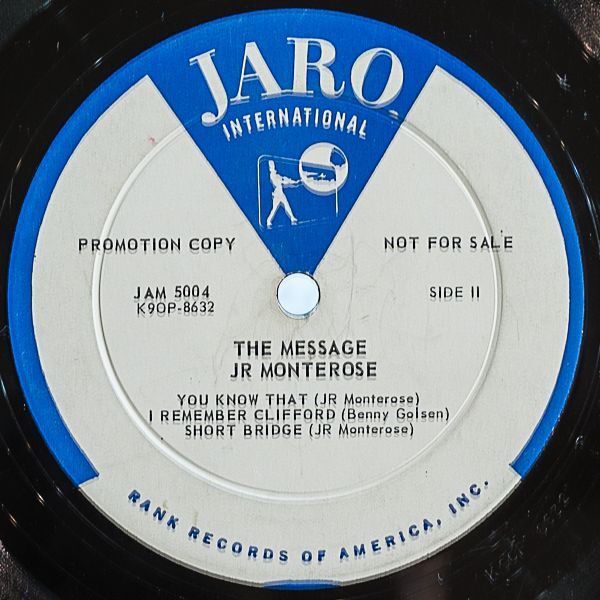 JARO
INTERNATIONAL
PROMOTION COPY
NOT FOR SALE
JAM 5004
SIDE II
K9OP-8632
THE MESSAGE
JR MONTEROSE
YOU KNOW THAT (JR Monterose)
I REMEMBER CLIFFORD (Benny Golsen)
SHORT BRIDGE (JR Monterose)
RANK RECORDS OF AMERICA, INC.